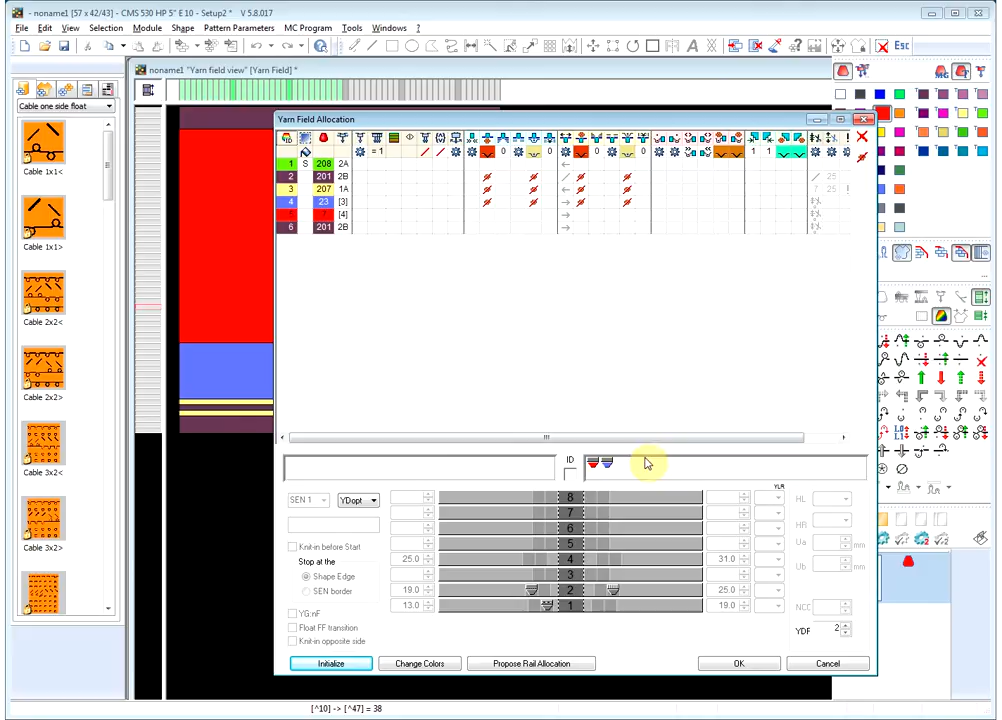 - noname1 [57 x 42/43] * - CMS 530 HP 5" E 10 - Setup2 * V 5.8.017
File Edit View Selection Module Shape Pattern Parameters MC Program Tools Windows ?
Esc
noname1 "Yarn field view" [Yarn Field] *
Cable one side float
Cable 1x1<
Cable 1x1>
Cable 2x2<
Cable 2x2>
Cable 3x2<
Cable 3x2>
Yarn Field Allocation
= 1 0 0 0 0 1 1
1 S 208 2A
2 201 2B 25
3 207 1A 7 25 !
4 23 [3]
5 7 [4]
6 201 2B
ID
SEN 1 YDopt
YLR
8
7
6
5
25.0 4 31.0
3
19.0 2 25.0
13.0 1 19.0
HL
HR
Ua mm
Ub mm
NCC
YDF 2
Knit-in before Start
Stop at the
Shape Edge
SEN border
YG:nF
Float FF transition
Knit-in opposite side
Initialize Change Colors Propose Rail Allocation OK Cancel
MG
L0
L1
[^10] -> [^47] = 38